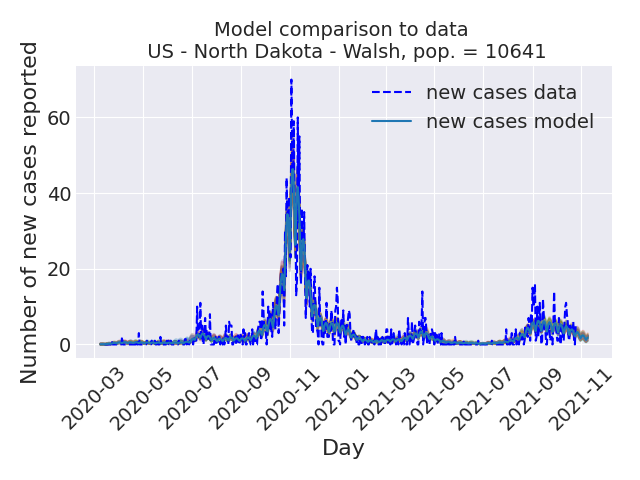 Model comparison to data
US - North Dakota - Walsh, pop. = 10641
new cases data
new cases model
Number of new cases reported
60
40
20
0
2020-03
2020-05
2020-07
2020-09
2020-11
2021-01
2021-03
2021-05
2021-07
2021-09
2021-11
Day